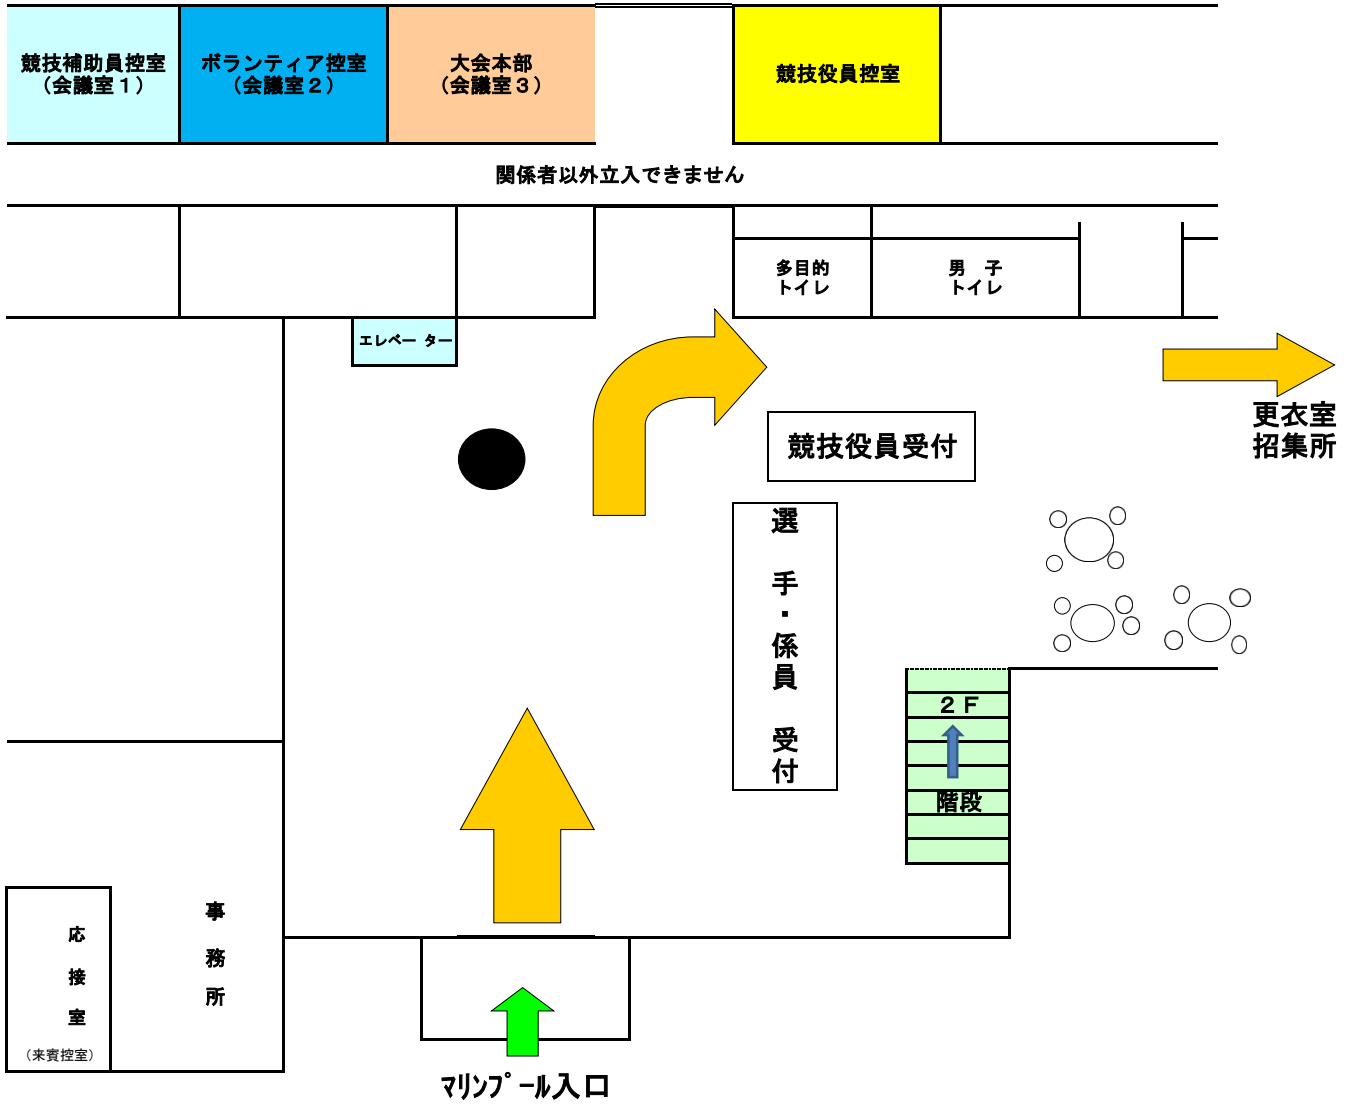 競技補助員控室
（会議室１）
ボランティア控室
（会議室２）
大会本部
（会議室３）
競技役員控室
関係者以外立入できません
多目的
トイレ
男　子
トイレ
エレベーター
更衣室
招集所
競技役員受付
選　手・係員　受付
２Ｆ
階段
事務所
応接室
（来賓控室）
ﾏﾘﾝﾌﾟｰﾙ入口